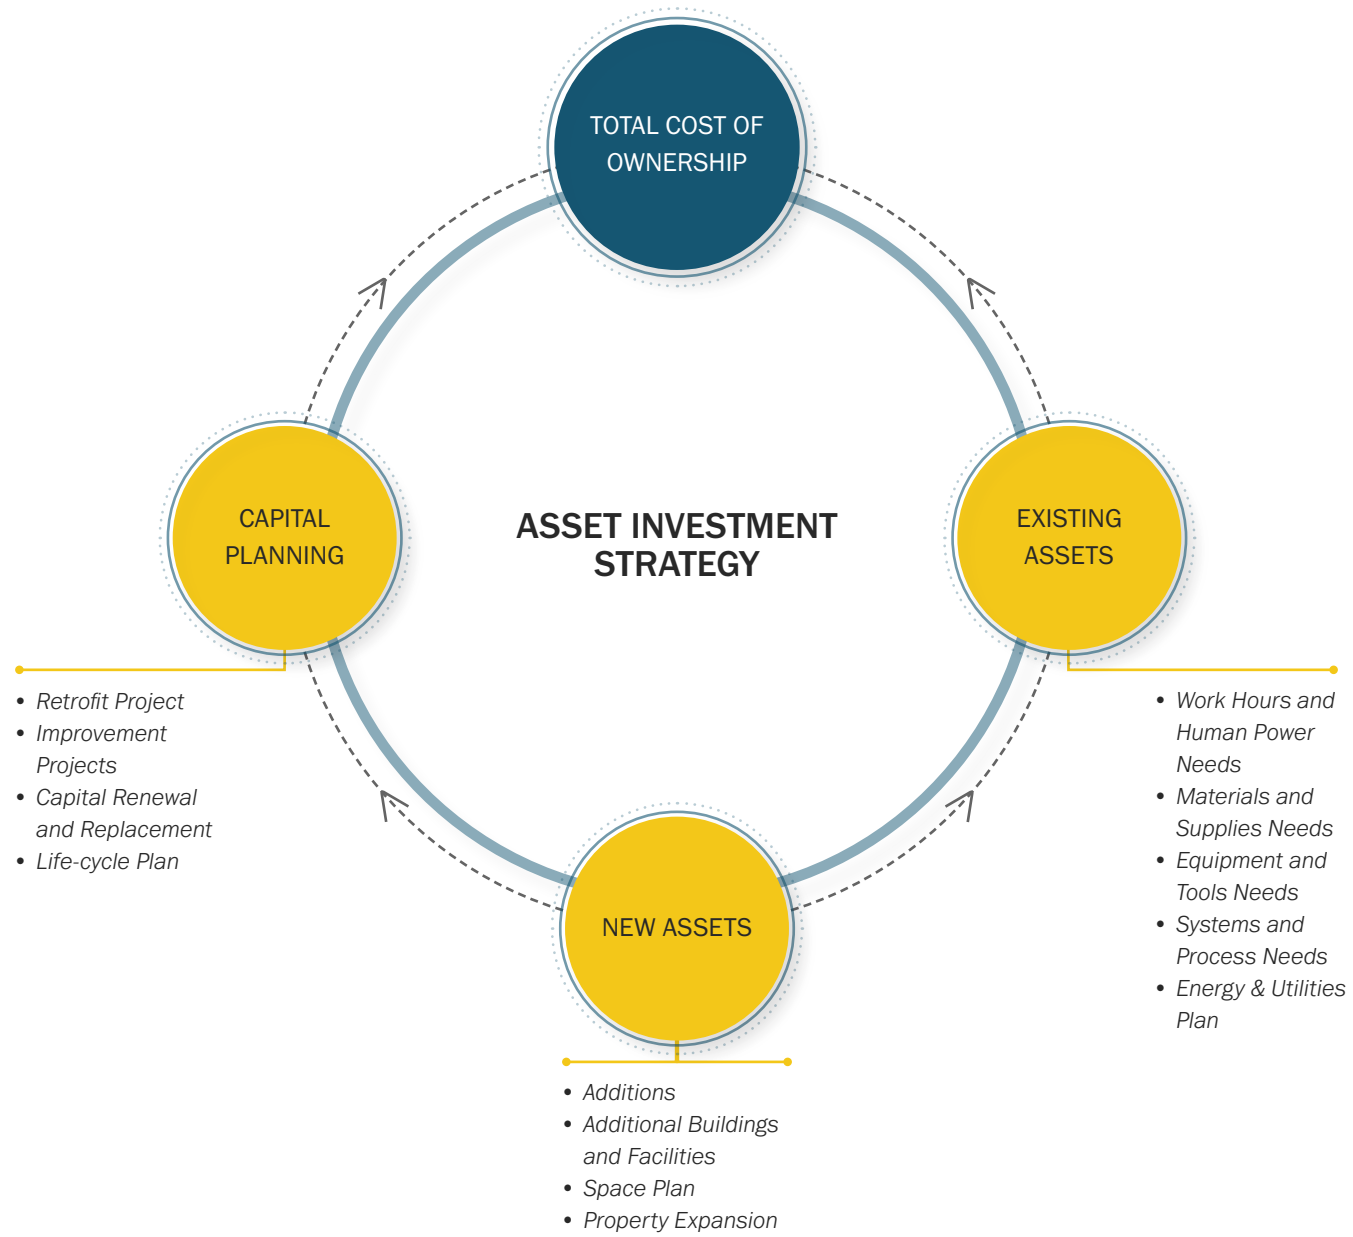 TOTAL COST OF
OWNERSHIP
CAPITAL
PLANNING
ASSET INVESTMENT
STRATEGY
EXISTING
ASSETS
• Retrofit Project
• Improvement
Projects
• Capital Renewal
and Replacement
• Life-cycle Plan
• Work Hours and
Human Power
Needs
• Materials and
Supplies Needs
• Equipment and
Tools Needs
• Systems and
Process Needs
• Energy & Utilities
Plan
NEW ASSETS
• Additions
• Additional Buildings
and Facilities
• Space Plan
• Property Expansion